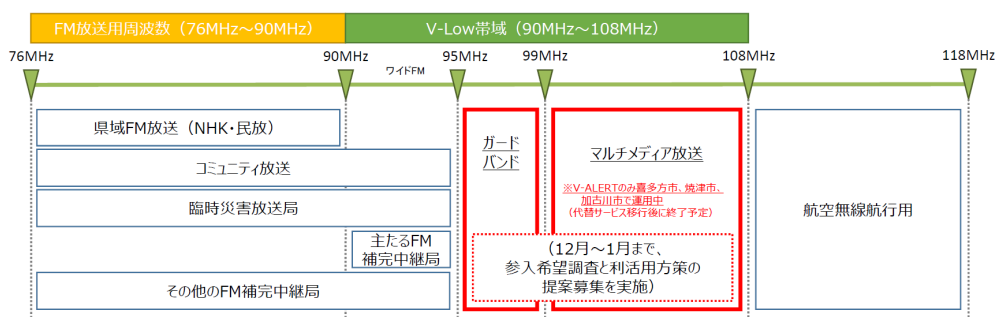 FM放送用周波数（76MHz～90MHz）
V-Low帯域（90MHz～108MHz）
76MHz
90MHz
ワイドFM
95MHz
99MHz
108MHz
118MHz
県域FM放送（NHK・民放）
コミュニティ放送
臨時災害放送局
主たるFM
補完中継局
その他のFM補完中継局
ガード
バンド
マルチメディア放送
※V-ALERTのみ喜多方市、焼津市、
加古川市で運用中
（代替サービス移行後に終了予定）
（12月～1月まで、
参入希望調査と利活用方策の
提案募集を実施）
航空無線航行用